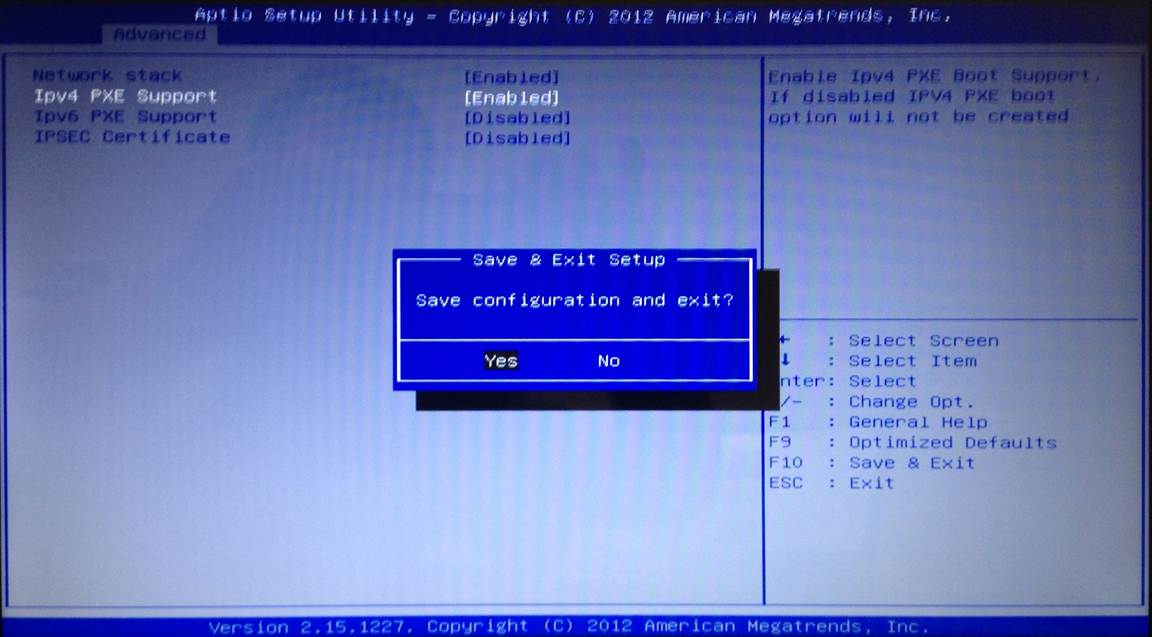 Aptio Setup Utility – Copyright (C) 2012 American Megatrends, Inc.
Advanced
Network stack [Enabled]
Ipv4 PXE Support [Enabled]
Ipv6 PXE Support [Disabled]
IPSEC Certificate [Disabled]
Enable Ipv4 PXE Boot Support.
If disabled IPV4 PXE boot
option will not be created
Save & Exit Setup
Save configuration and exit?
Yes No
: Select Screen
: Select Item
nter: Select
/– : Change Opt.
F1 : General Help
F9 : Optimized Defaults
F10 : Save & Exit
ESC : Exit
Version 2.15.1227. Copyright (C) 2012 American Megatrends, Inc.